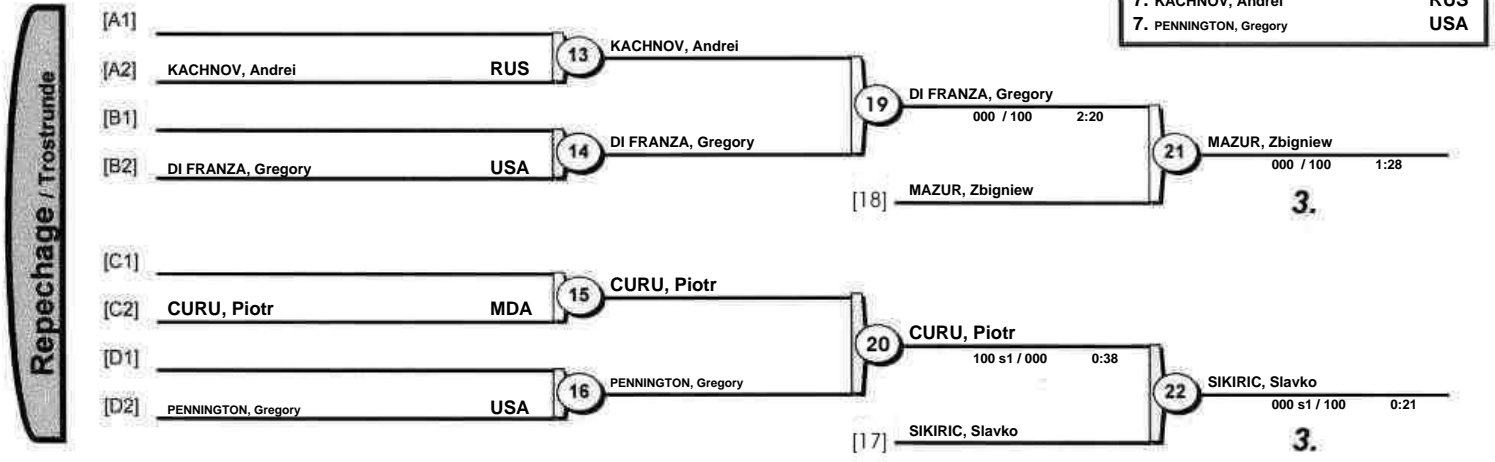 7. KACHNOV, Andrei RUS
7. PENNINGTON, Gregory USA
Repechage / Trostrunde
[A1]
13
KACHNOV, Andrei
[A2] KACHNOV, Andrei RUS
19
DI FRANZA, Gregory
000 / 100 2:20
[B1]
14
DI FRANZA, Gregory
[B2] DI FRANZA, Gregory USA
21
MAZUR, Zbigniew
000 / 100 1:28
[18] MAZUR, Zbigniew
3.
[C1]
15
CURU, Piotr
[C2] CURU, Piotr MDA
20
CURU, Piotr
100 s1 / 000 0:38
[D1]
16
PENNINGTON, Gregory
[D2] PENNINGTON, Gregory USA
22
SIKIRIC, Slavko
000 s1 / 100 0:21
[17] SIKIRIC, Slavko
3.